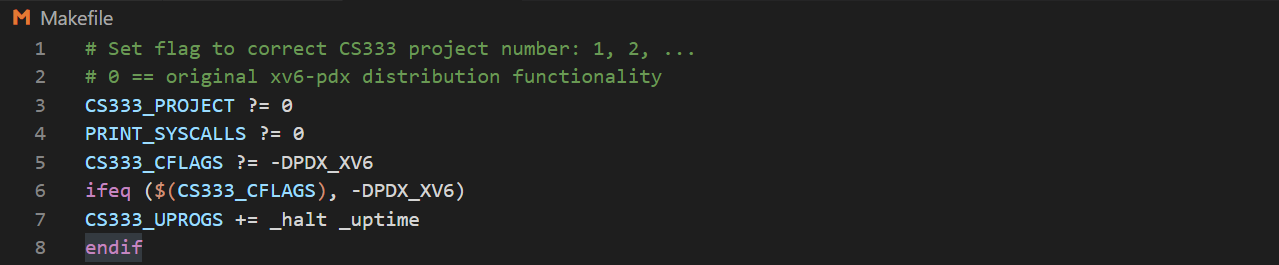 M Makefile
1 # Set flag to correct CS333 project number: 1, 2, ...
2 # 0 == original xv6-pdx distribution functionality
3 CS333_PROJECT ?= 0
4 PRINT_SYSCALLS ?= 0
5 CS333_CFLAGS ?= -DPDX_XV6
6 ifeq ($(CS333_CFLAGS), -DPDX_XV6)
7 CS333_UPROGS += _halt _uptime
8 endif